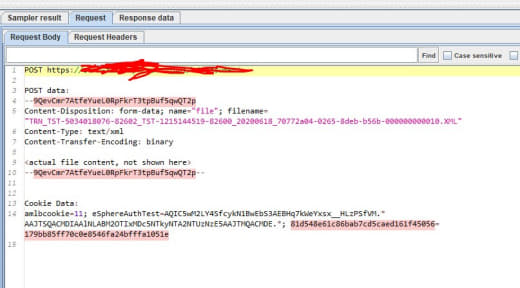 Sampler result Request Response data
Request Body Request Headers
Find Case sensitive
1 POST https:/
2
3 POST data:
4 --9QevCmr7AtfeYueL0RpFkrT3tpBuf5qwQT2p
5 Content-Disposition: form-data; name="file"; filename=
"TRN_TST-5034018076-82602_TST-1215144519-82600_20200618_70772a04-0265-8deb-b56b-000000000010.XML"
6 Content-Type: text/xml
7 Content-Transfer-Encoding: binary
8
9 <actual file content, not shown here>
10 --9QevCmr7AtfeYueL0RpFkrT3tpBuf5qwQT2p--
11
12
13 Cookie Data:
14 amlbcookie=11; eSphereAuthTest=AQIC5wM2LY4SfcykN1BwEbS3AEBHq7kWeYxsx__HLzPSfVM.*
AAJTSQACMDIAAlNLABM2OTIxMDc5NTkyNTA2NTUzNzE5AAJTMQACMDE.*; 81d548e61c86bab7cd5caed161f45056=
179bb85ff70c0e8546fa24bfffa1051e
15